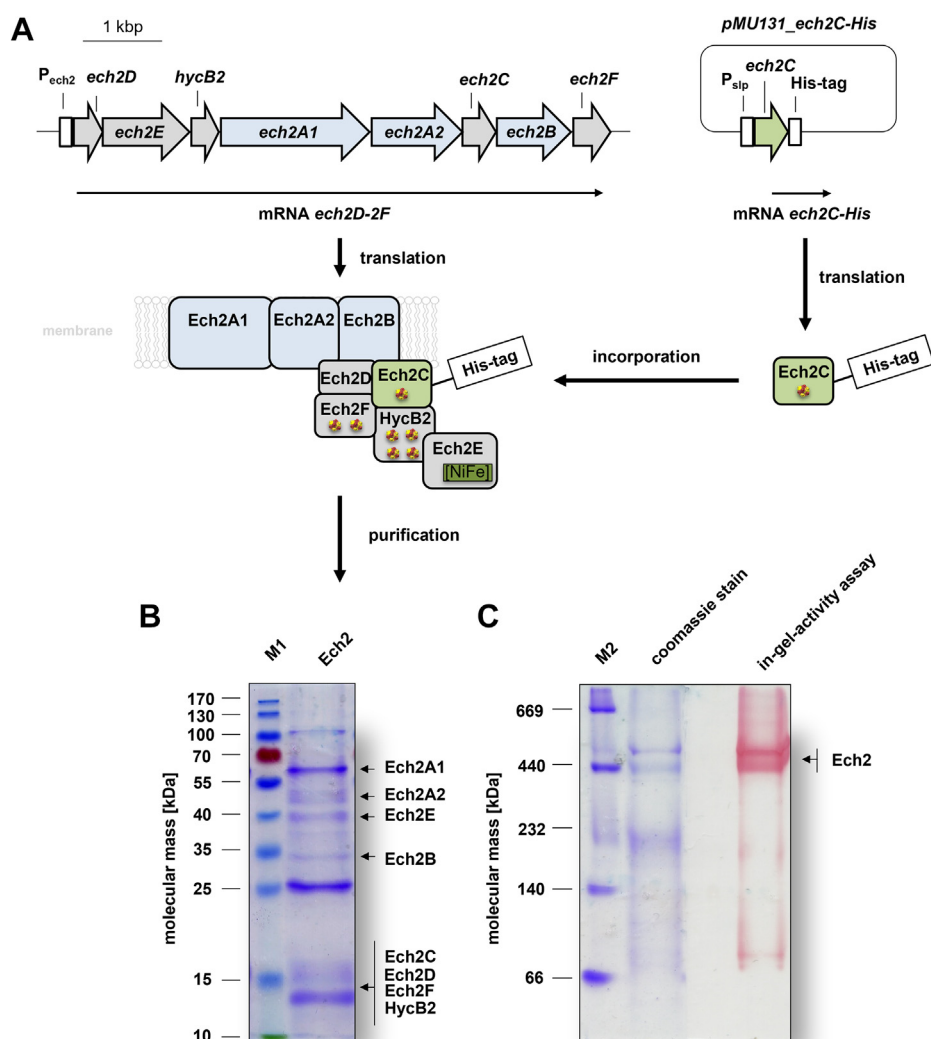 A
1 kbp
pMU131_ech2C-His
Pech2
ech2D
hycB2
ech2C
ech2F
ech2E
ech2A1
ech2A2
ech2B
Pslp
ech2C
His-tag
mRNA ech2D-2F
mRNA ech2C-His
translation
translation
membrane
Ech2A1
Ech2A2
Ech2B
Ech2D
Ech2C
His-tag
Ech2F
HycB2
Ech2E
[NiFe]
incorporation
Ech2C
His-tag
purification
B
M1
Ech2
molecular mass [kDa]
170
130
100
70
55
40
35
25
15
10
Ech2A1
Ech2A2
Ech2E
Ech2B
Ech2C
Ech2D
Ech2F
HycB2
C
M2
coomassie stain
in-gel-activity assay
molecular mass [kDa]
669
440
232
140
66
Ech2